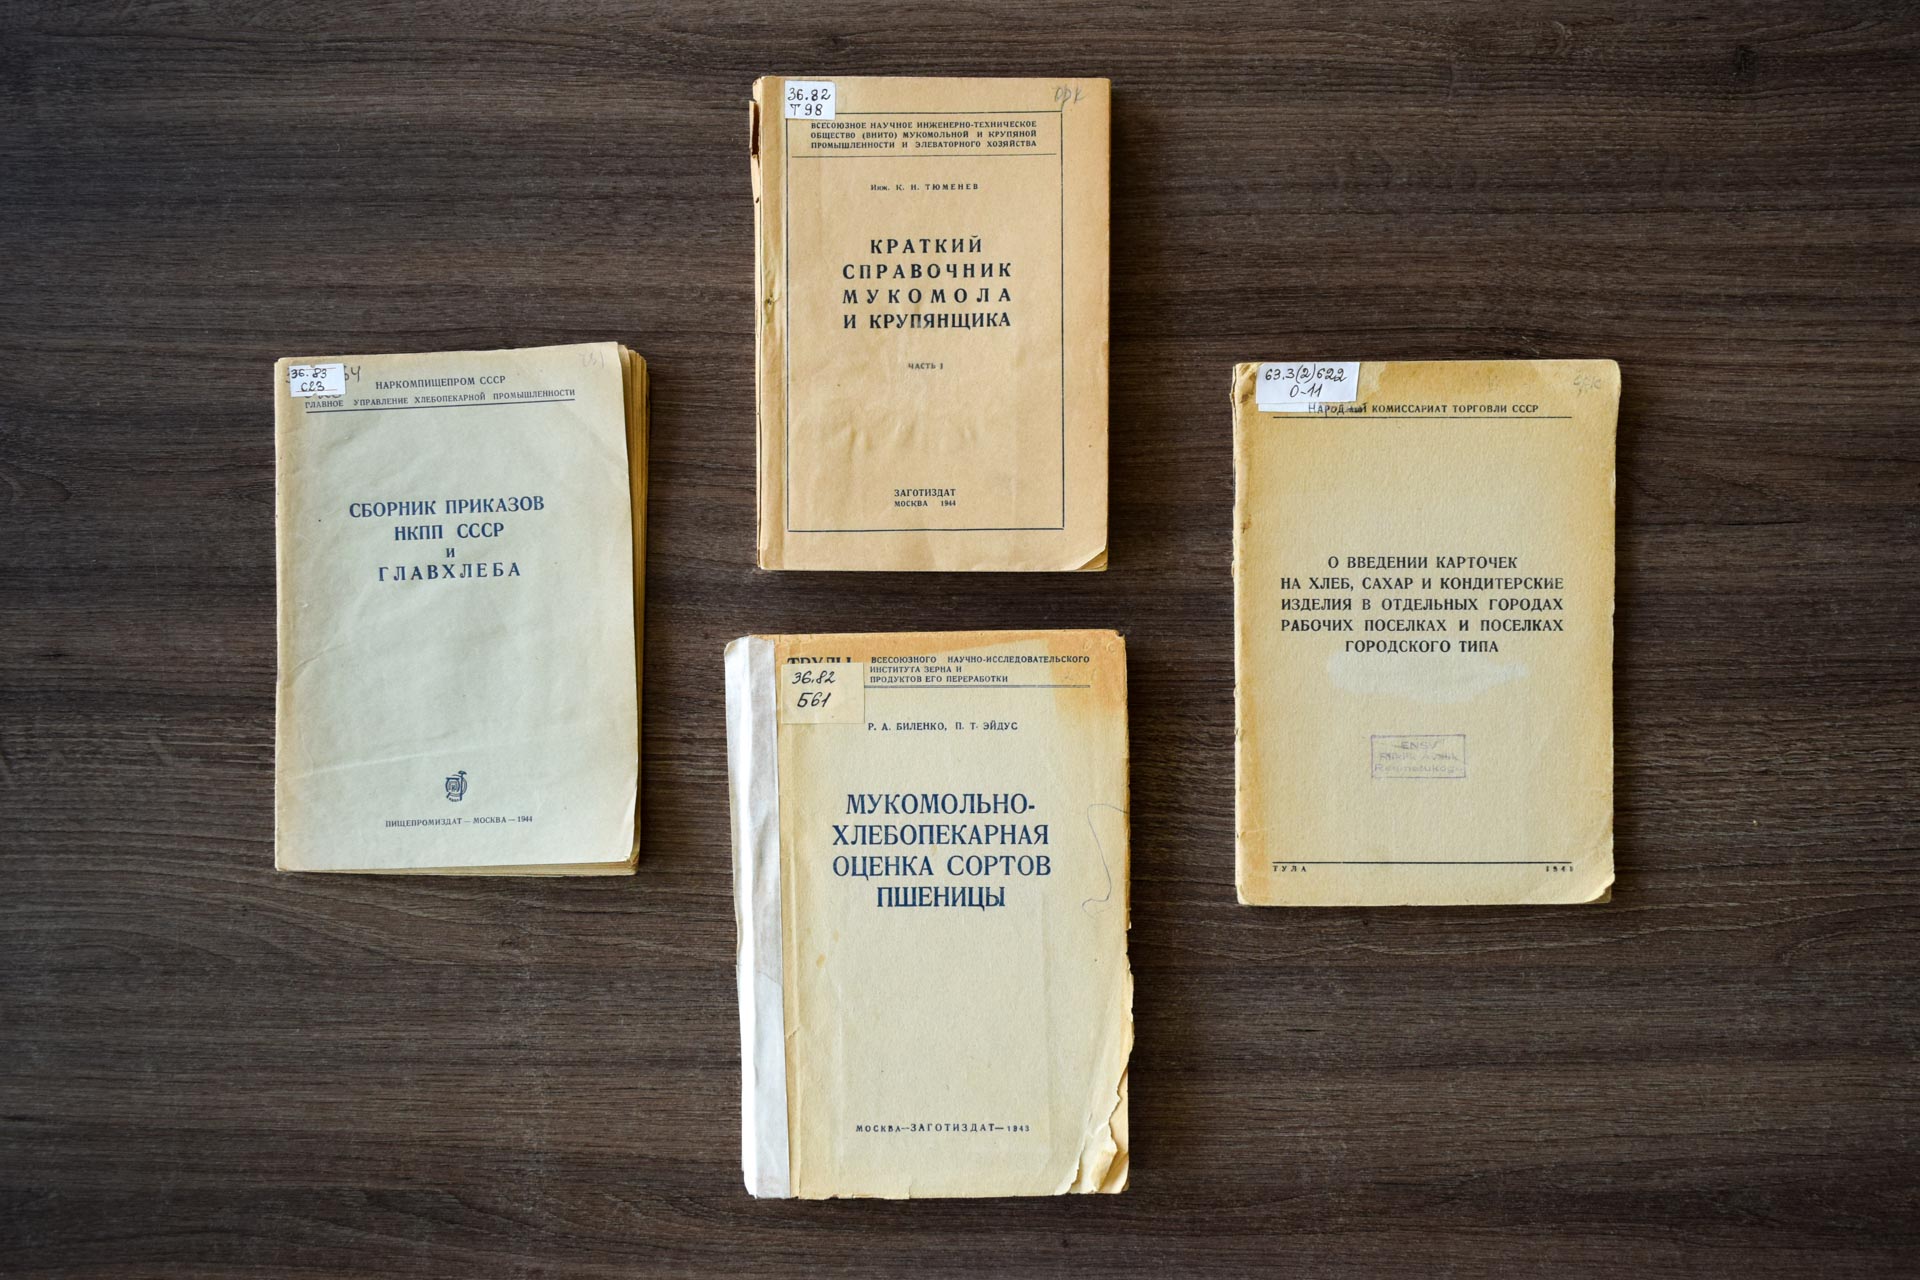 36.82
Т 98
ВСЕСОЮЗНОЕ НАУЧНОЕ ИНЖЕНЕРНО-ТЕХНИЧЕСКОЕ
ОБЩЕСТВО (ВНИТО) МУКОМОЛЬНОЙ И КРУПЯНОЙ
ПРОМЫШЛЕННОСТИ И ЭЛЕВАТОРНОГО ХОЗЯЙСТВА
Инж. К. Н. ТЮМЕНЕВ
КРАТКИЙ
СПРАВОЧНИК
МУКОМОЛА
И КРУПЯНЩИКА
ЧАСТЬ I
ЗАГОТИЗДАТ
МОСКВА 1944
36.83
С23
НАРКОМПИЩЕПРОМ СССР
ГЛАВНОЕ УПРАВЛЕНИЕ ХЛЕБОПЕКАРНОЙ ПРОМЫШЛЕННОСТИ
СБОРНИК ПРИКАЗОВ
НКПП СССР
и
ГЛАВХЛЕБА
ПИЩЕПРОМИЗДАТ — МОСКВА — 1944
63.3(2)622
О-11
НАРОДНЫЙ КОМИССАРИАТ ТОРГОВЛИ СССР
О ВВЕДЕНИИ КАРТОЧЕК
НА ХЛЕБ, САХАР И КОНДИТЕРСКИЕ
ИЗДЕЛИЯ В ОТДЕЛЬНЫХ ГОРОДАХ
РАБОЧИХ ПОСЕЛКАХ И ПОСЕЛКАХ
ГОРОДСКОГО ТИПА
ENSV
ТУЛА
ТРУДЫ ВСЕСОЮЗНОГО НАУЧНО-ИССЛЕДОВАТЕЛЬСКОГО
ИНСТИТУТА ЗЕРНА И
ПРОДУКТОВ ЕГО ПЕРЕРАБОТКИ
36.82
Б61
Р. А. БИЛЕНКО, П. Т. ЭЙДУС
МУКОМОЛЬНО-
ХЛЕБОПЕКАРНАЯ
ОЦЕНКА СОРТОВ
ПШЕНИЦЫ
МОСКВА—ЗАГОТИЗДАТ—1943